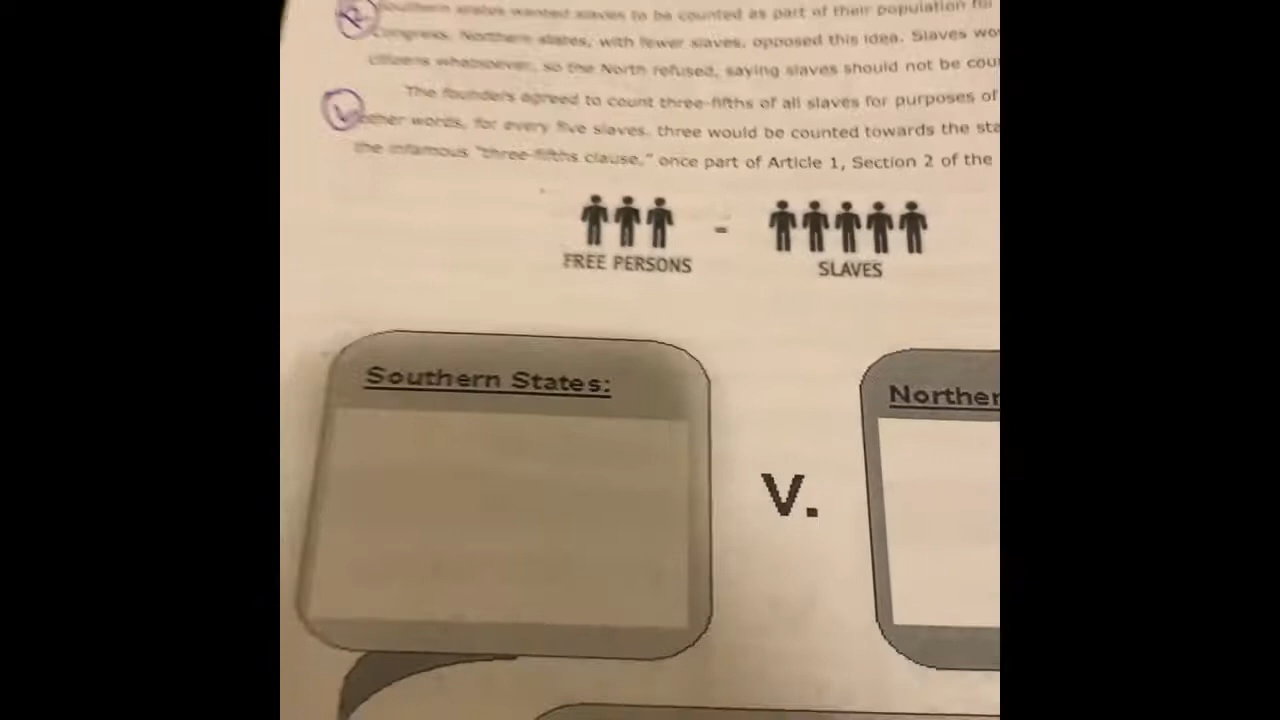 Southern states wanted slaves to be counted as part of their population for
Congress. Northern states, with fewer slaves, opposed this idea. Slaves wo
citizens whatsoever, so the North refused, saying slaves should not be cou
The founders agreed to count three-fifths of all slaves for purposes of
other words, for every five slaves, three would be counted towards the sta
the infamous "three-fifths clause," once part of Article 1, Section 2 of the
FREE PERSONS - SLAVES
Southern States:
Norther
V.